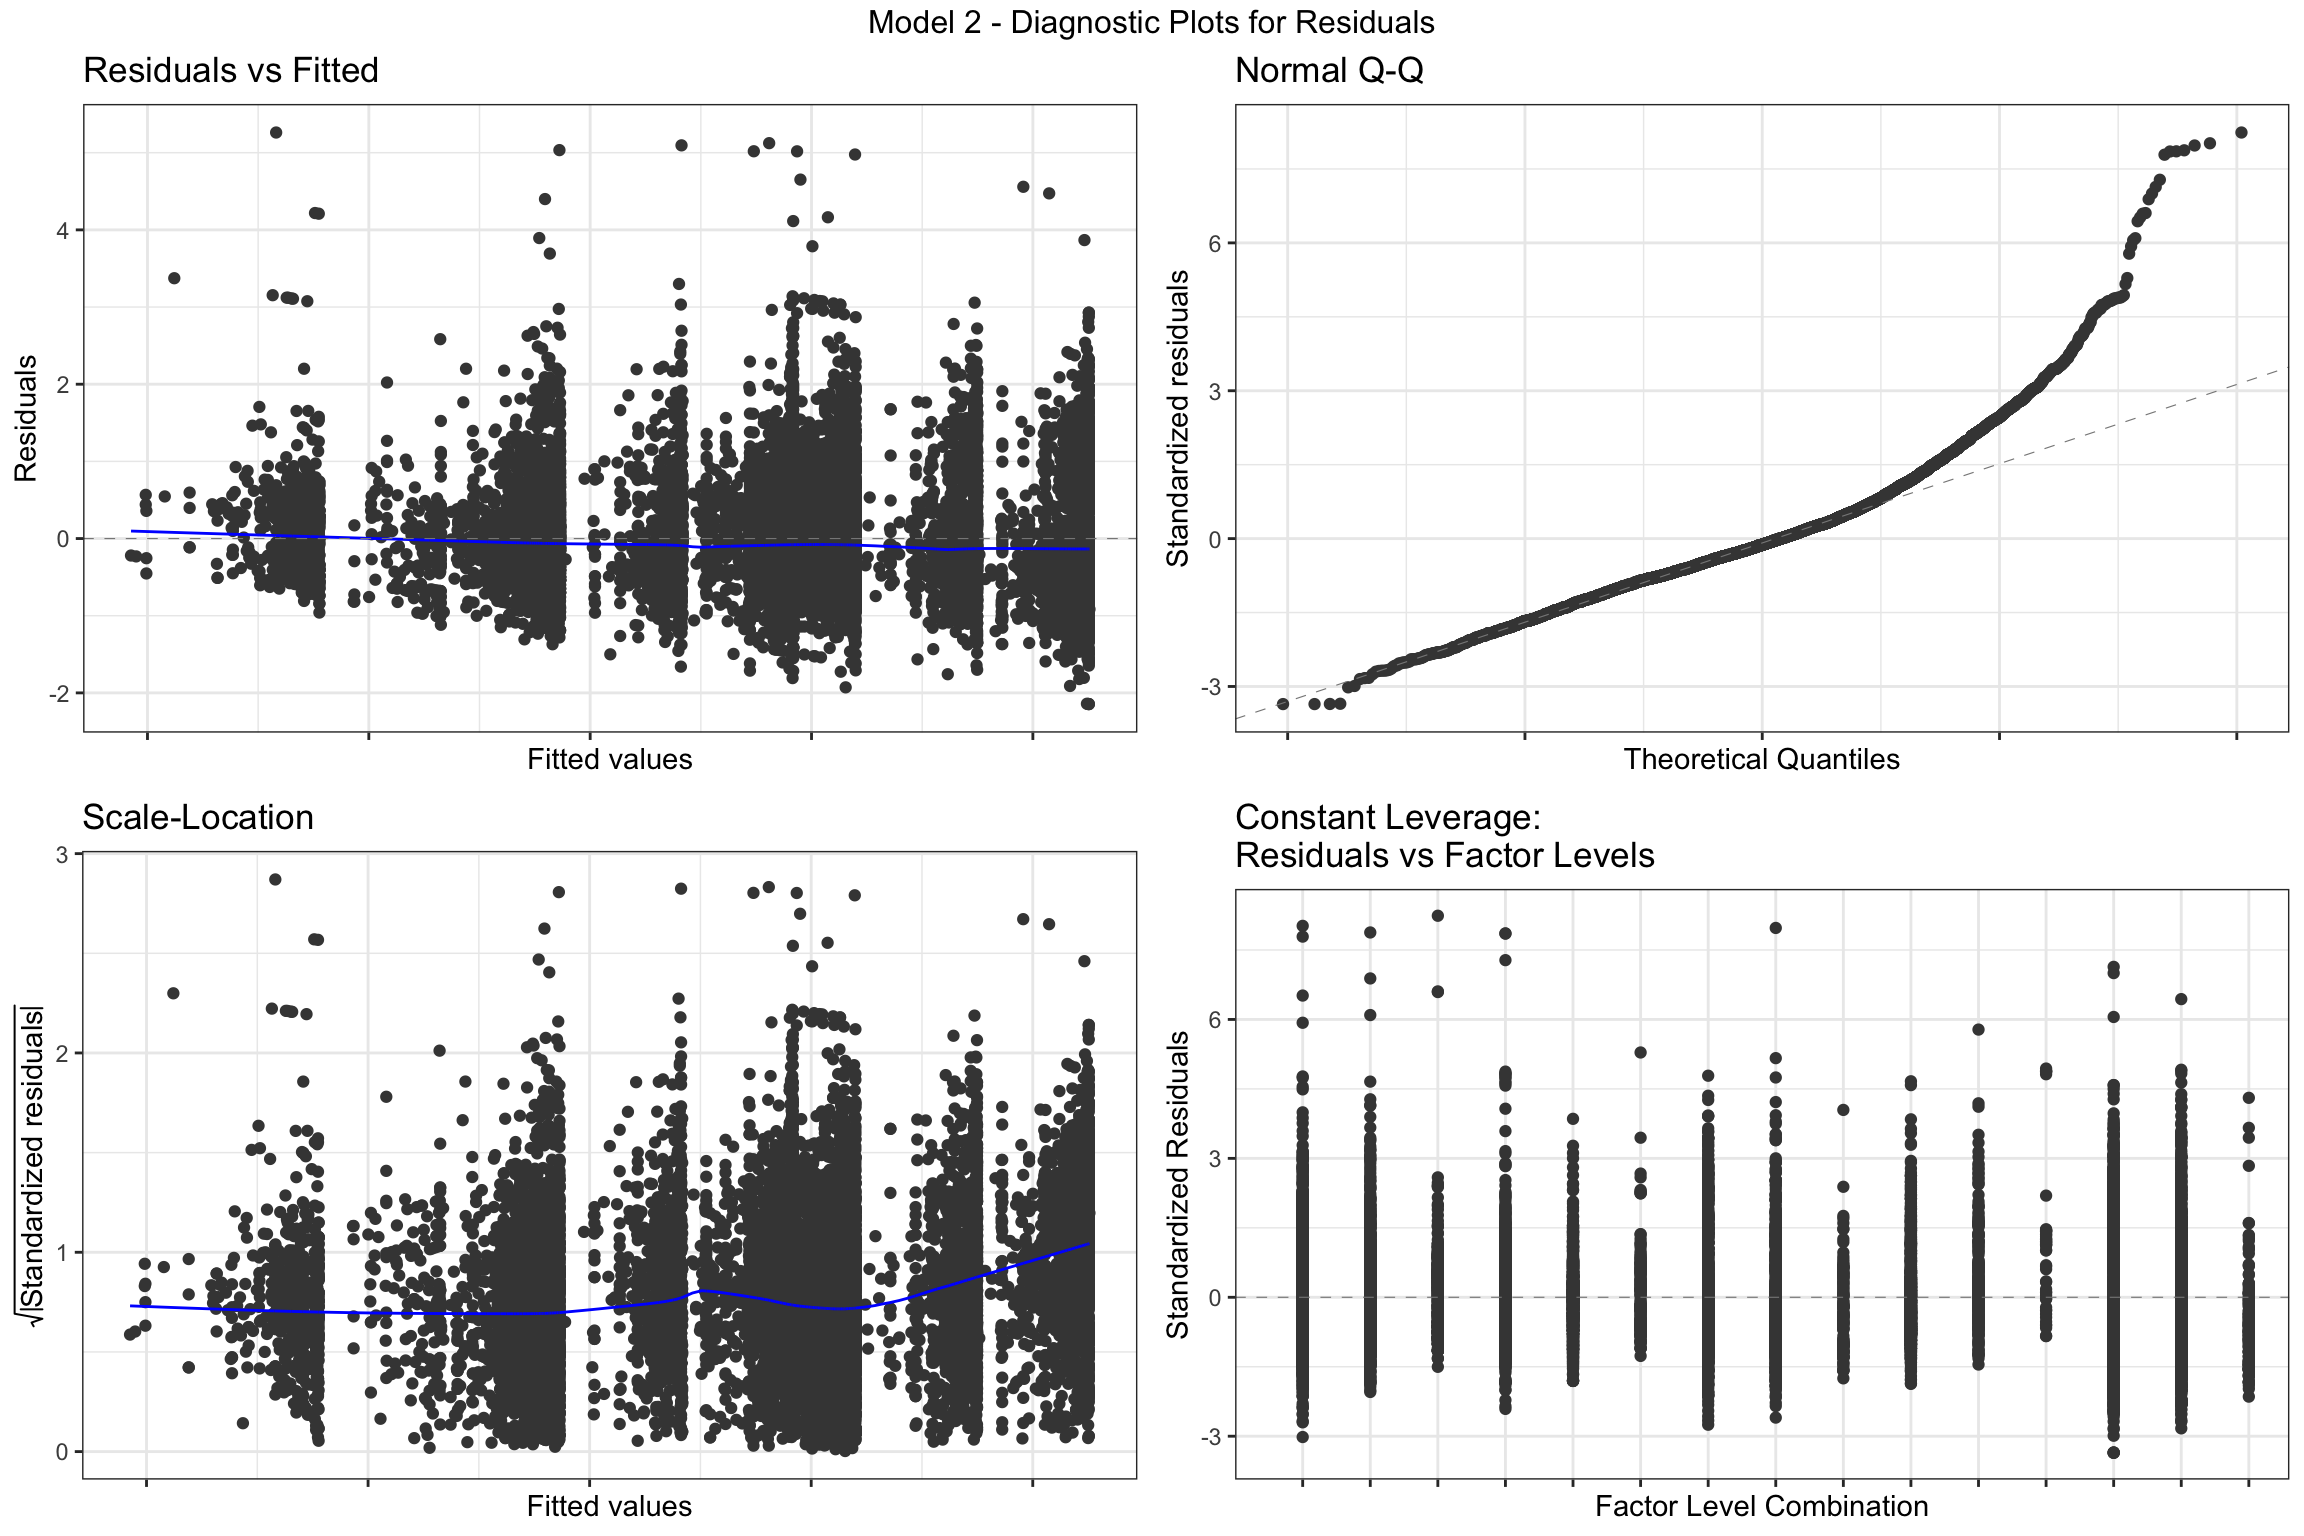 Model 2 - Diagnostic Plots for Residuals
Residuals vs Fitted
Residuals
4
2
0
-2
Fitted values
Normal Q-Q
Standardized residuals
6
3
0
-3
Theoretical Quantiles
Scale-Location
√|Standardized residuals|
3
2
1
0
Fitted values
Constant Leverage:
Residuals vs Factor Levels
Standardized Residuals
6
3
0
-3
Factor Level Combination